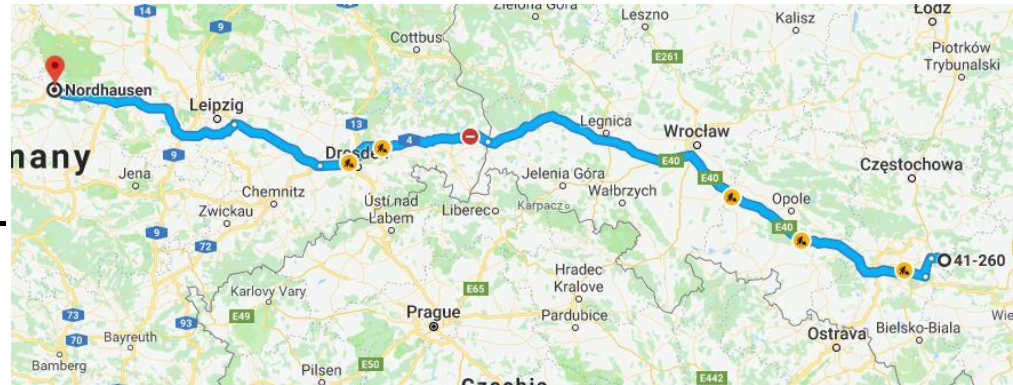 Zielona Góra
Leszno
Kalisz
Łódź
14
9
Cottbus
E261
Piotrków
Trybunalski
Nordhausen
Leipzig
13
4
Legnica
Wrocław
many
Dresden
E40
Częstochowa
9
Jena
Chemnitz
Jelenia Góra
E40
Opole
Zwickau
Ústí nad
Labem
Liberec
Karpacz
Wałbrzych
E40
9
72
41-260
Hradec
Kralove
Karlovy Vary
E65
73
93
E49
Prague
Pardubice
Ostrava
Bielsko-Biala
Wie
70
Bayreuth
Bamberg
Pilsen
E50
Czechia
E442